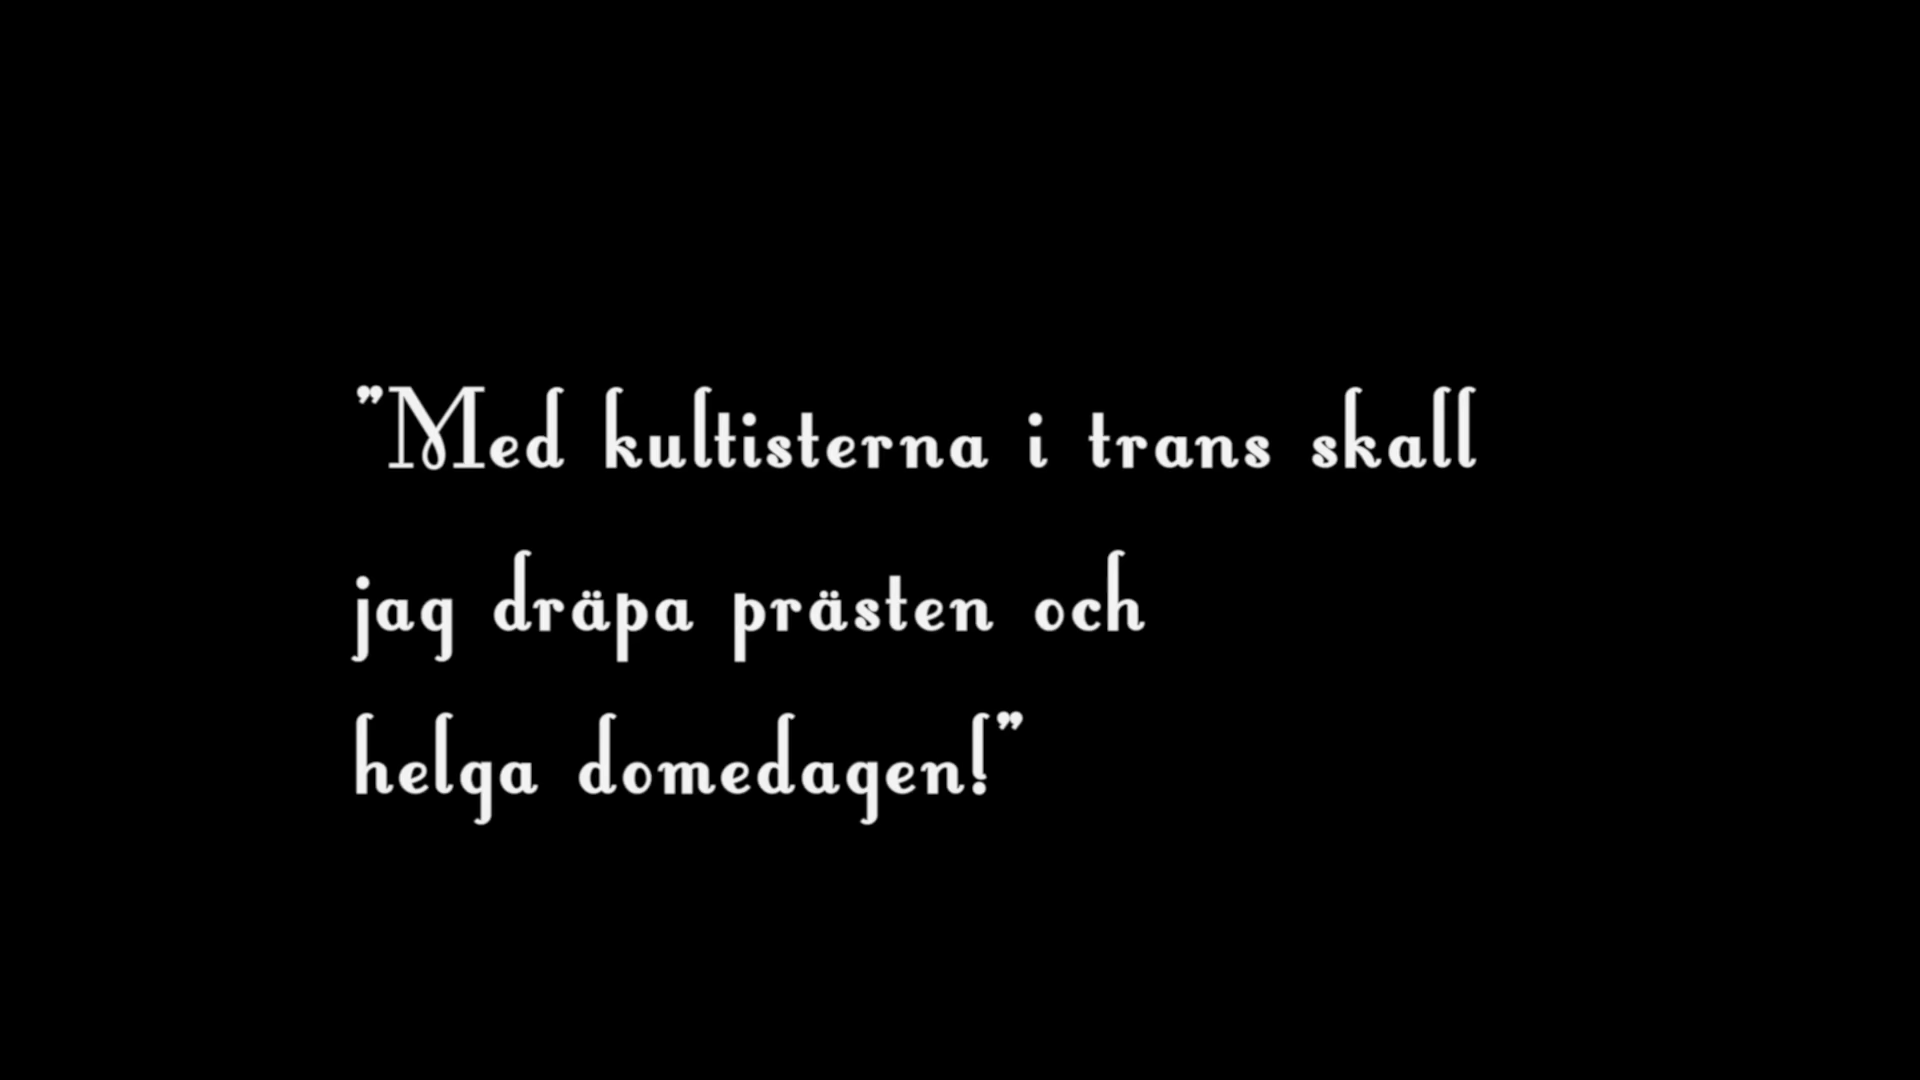 ”Med kultisterna i trans skall
jag dräpa prästen och
helga domedagen!”